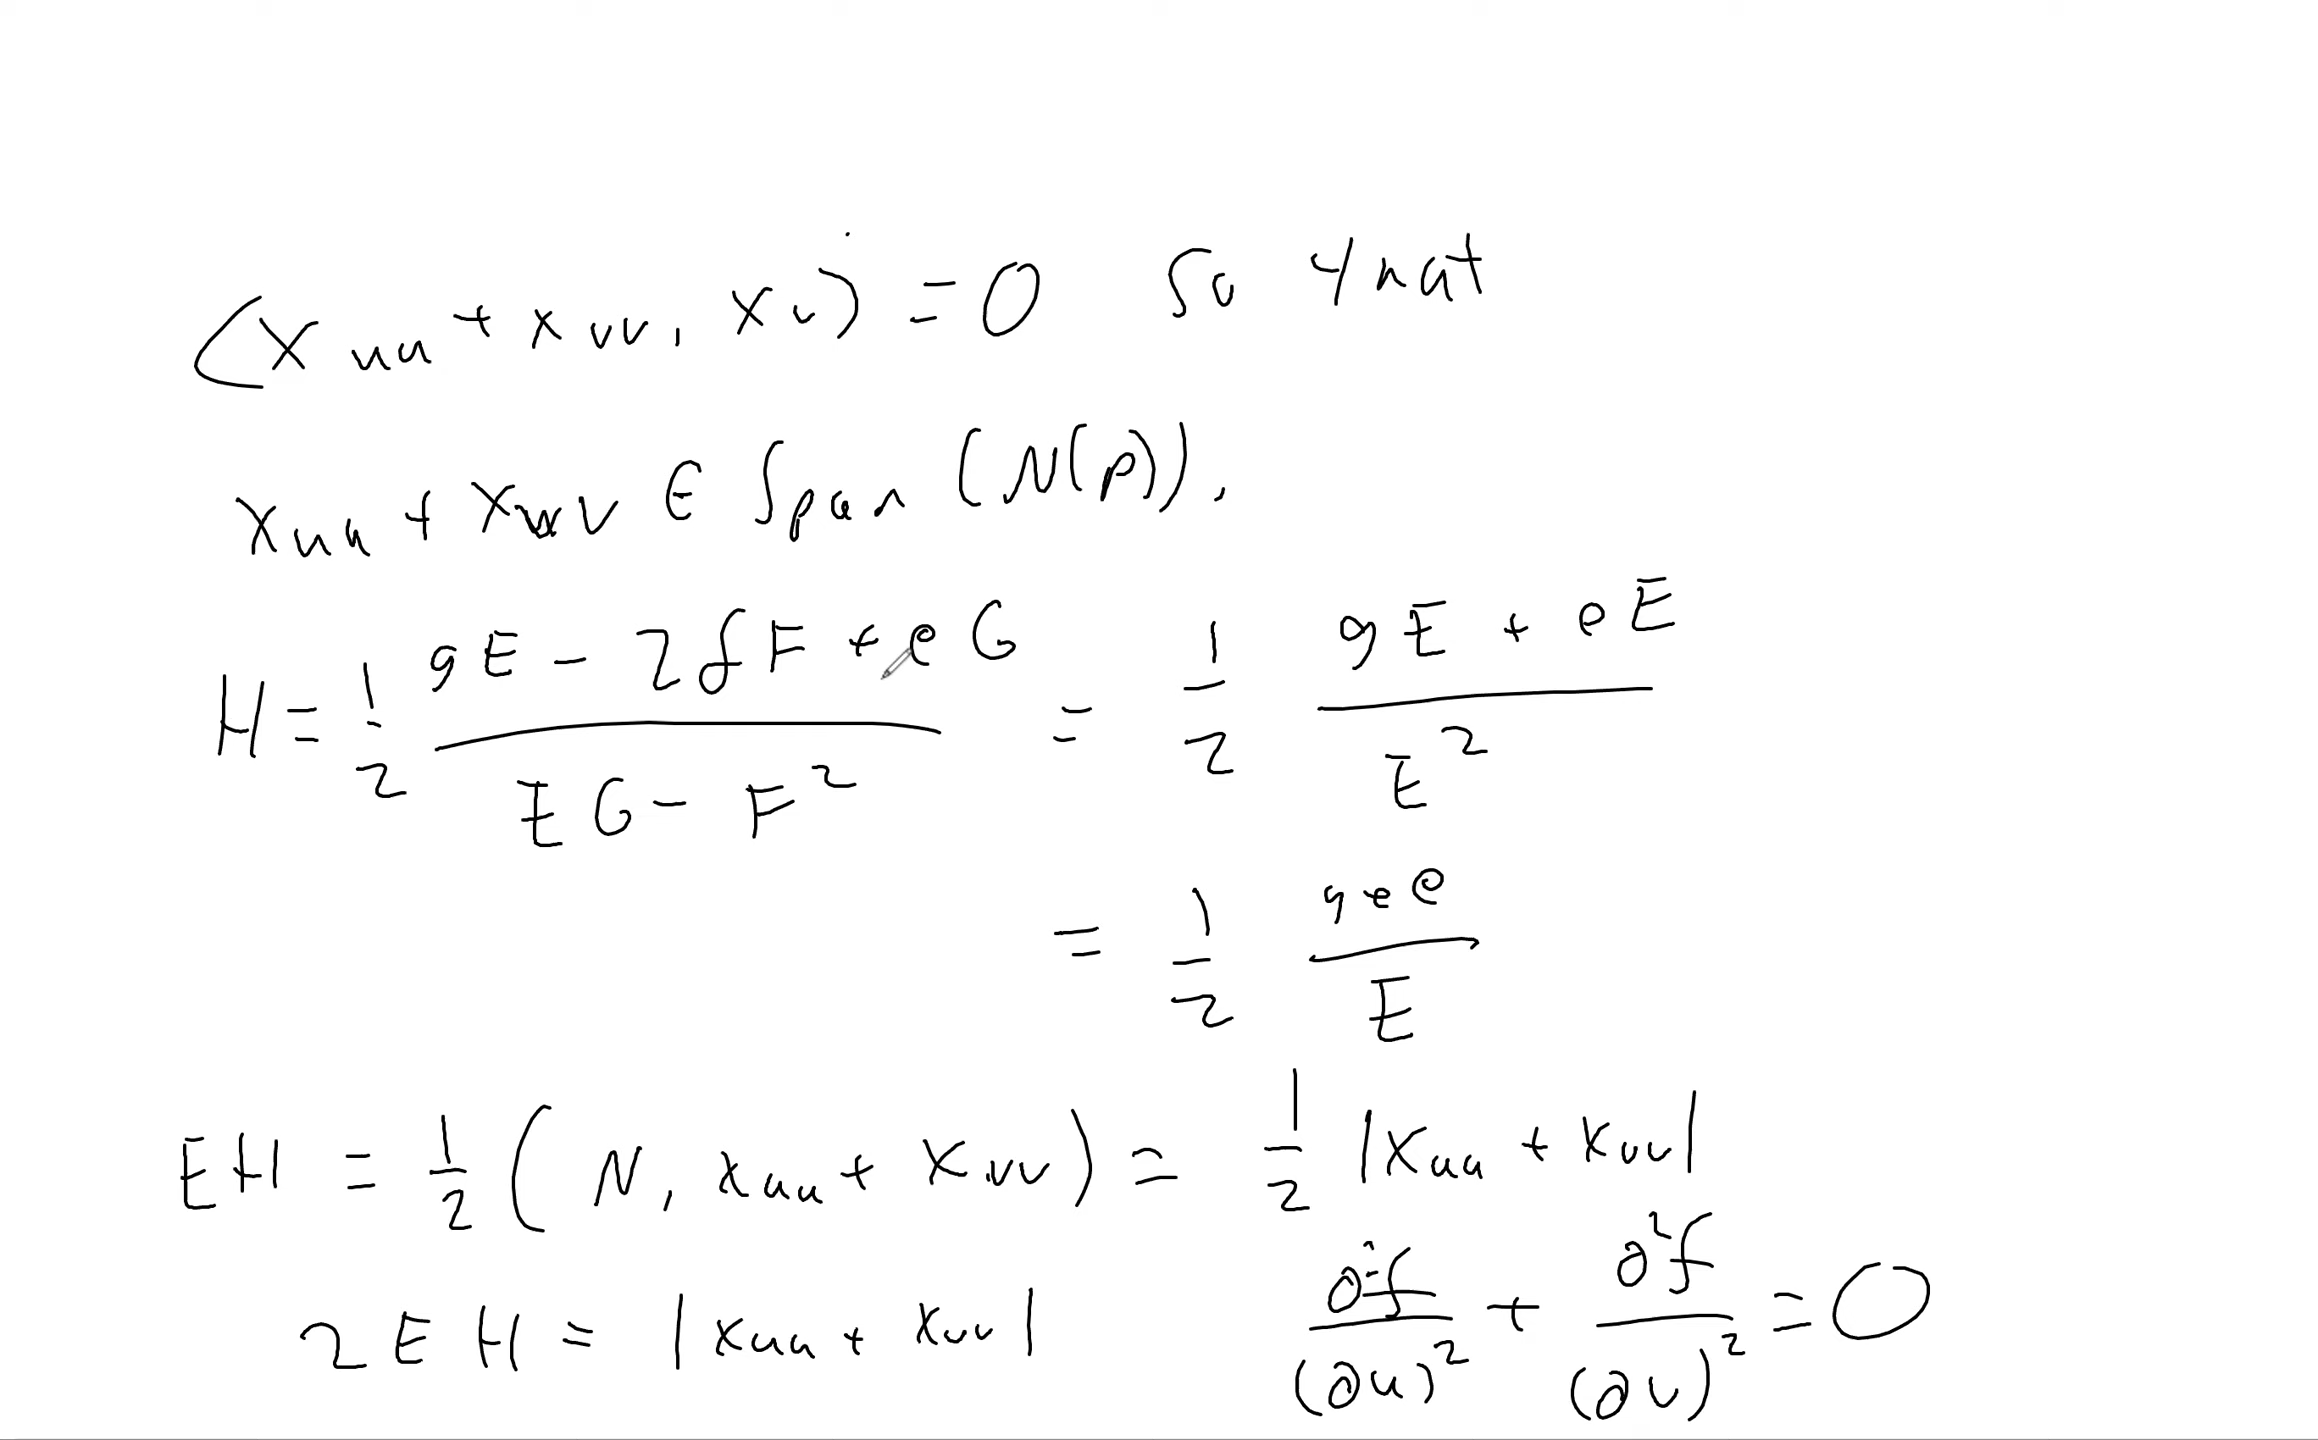 (x_uu + x_vv, x_v) = 0 so that
x_uu + x_vv ∈ Span (N(p)).
H = 1/2 (gE - 2fF + eG)/(EG - F^2) = 1/2 (gE + eE)/E^2
= 1/2 (g+e)/E
EH = 1/2 (N, x_uu + x_vv) = 1/2 |x_uu + x_vv|
2EH = |x_uu + x_vv| ∂^2f/(∂u)^2 + ∂^2f/(∂v)^2 = 0